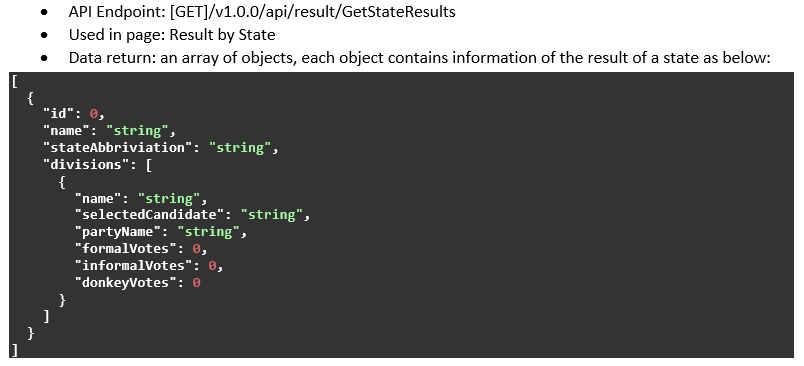 • API Endpoint: [GET]/v1.0.0/api/result/GetStateResults
• Used in page: Result by State
• Data return: an array of objects, each object contains information of the result of a state as below:
[
  {
    "id": 0,
    "name": "string",
    "stateAbbriviation": "string",
    "divisions": [
      {
        "name": "string",
        "selectedCandidate": "string",
        "partyName": "string",
        "formalVotes": 0,
        "informalVotes": 0,
        "donkeyVotes": 0
      }
    ]
  }
]